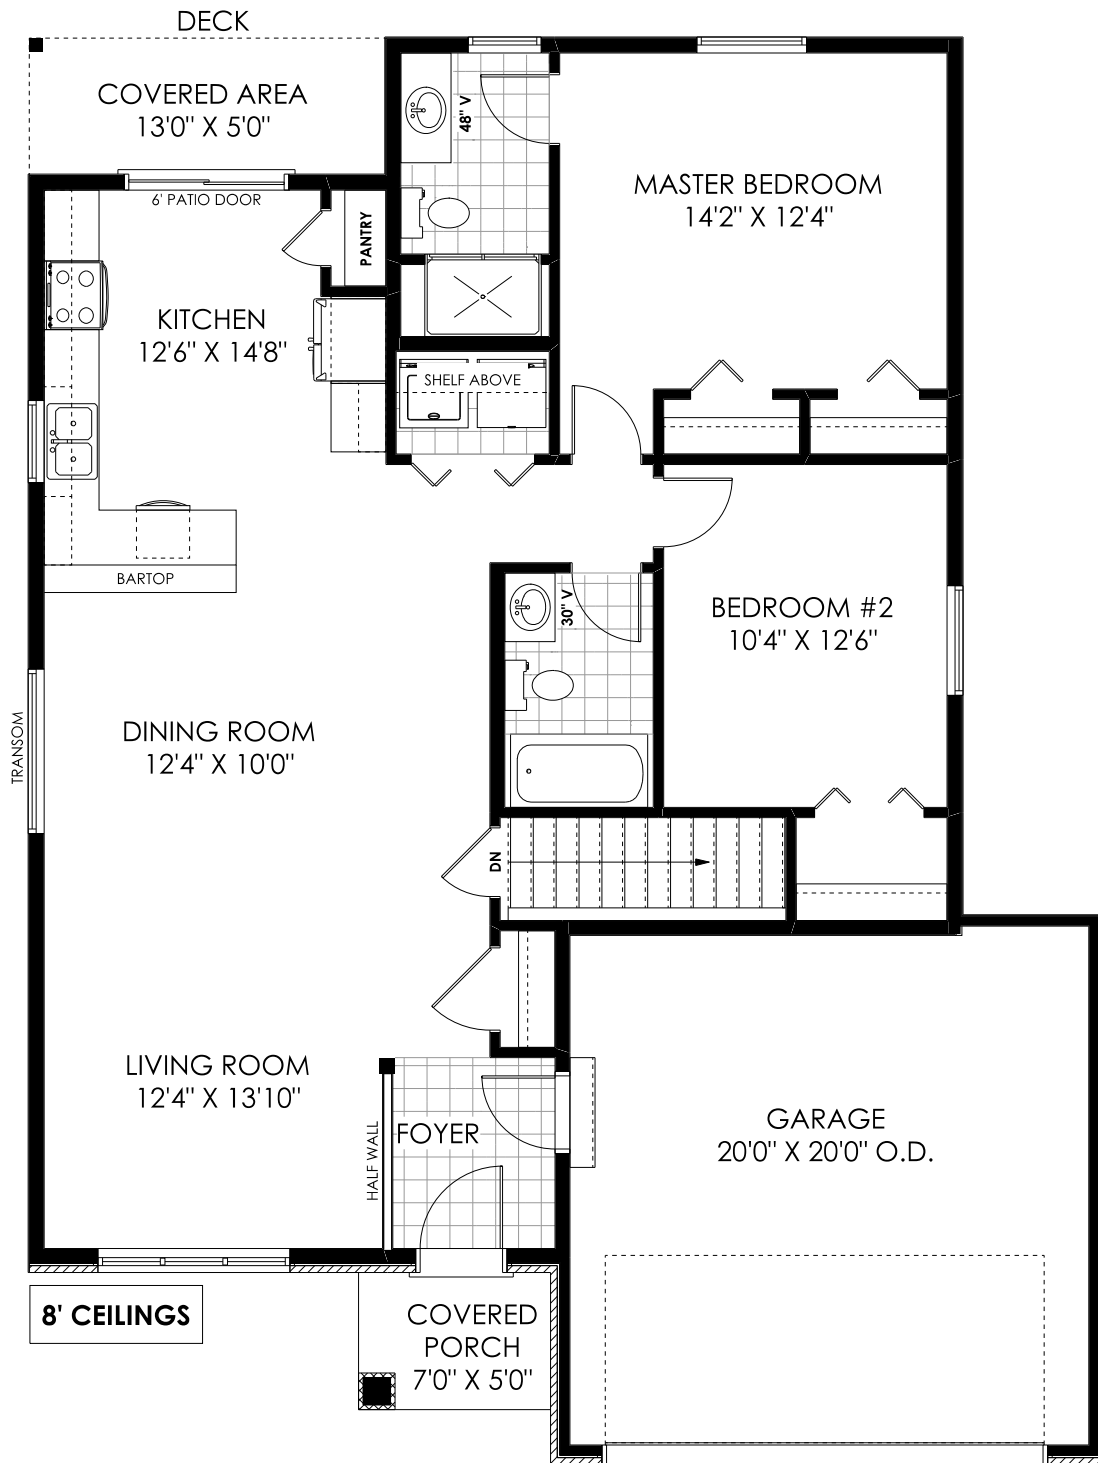 DECK
COVERED AREA
13'0" X 5'0"
6' PATIO DOOR
PANTRY
48" V
MASTER BEDROOM
14'2" X 12'4"
KITCHEN
12'6" X 14'8"
SHELF ABOVE
BARTOP
30" V
BEDROOM #2
10'4" X 12'6"
TRANSOM
DINING ROOM
12'4" X 10'0"
DN
LIVING ROOM
12'4" X 13'10"
HALF WALL
FOYER
GARAGE
20'0" X 20'0" O.D.
8' CEILINGS
COVERED
PORCH
7'0" X 5'0"